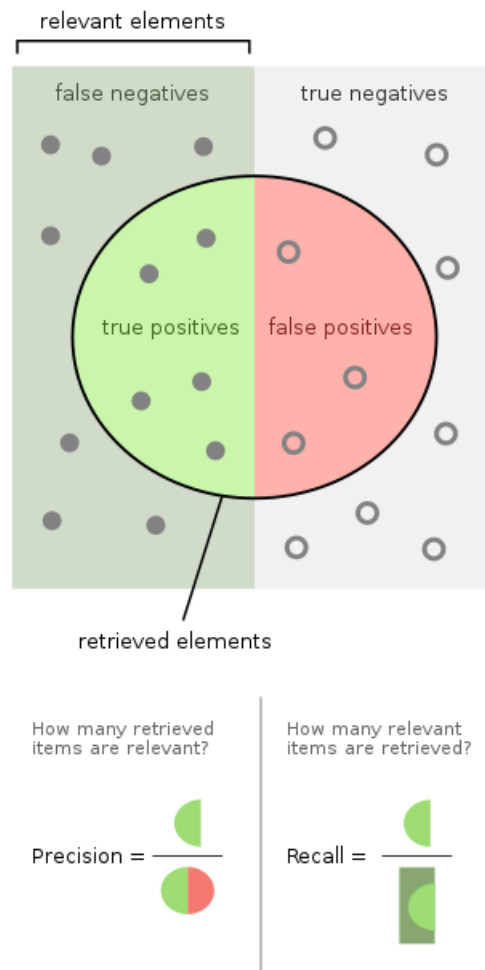 relevant elements
false negatives
true negatives
true positives
false positives
retrieved elements
How many retrieved
items are relevant?
How many relevant
items are retrieved?
Precision =
Recall =